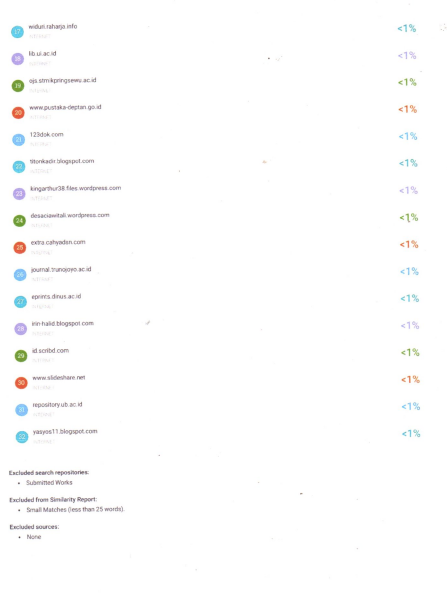 17 widuri.raharja.info <1%
INTERNET
18 lib.ui.ac.id <1%
INTERNET
19 ojs.stmikpringsewu.ac.id <1%
INTERNET
20 www.pustaka-deptan.go.id <1%
INTERNET
21 123dok.com <1%
INTERNET
22 titonkadir.blogspot.com <1%
INTERNET
23 kingarthur38.files.wordpress.com <1%
INTERNET
24 desaciawitali.wordpress.com <1%
INTERNET
25 extra.cahyadsn.com <1%
INTERNET
26 journal.trunojoyo.ac.id <1%
INTERNET
27 eprints.dinus.ac.id <1%
INTERNET
28 irin-halid.blogspot.com <1%
INTERNET
29 id.scribd.com <1%
INTERNET
30 www.slideshare.net <1%
INTERNET
31 repository.ub.ac.id <1%
INTERNET
32 yasyos11.blogspot.com <1%
INTERNET
Excluded search repositories:
• Submitted Works
Excluded from Similarity Report:
• Small Matches (less than 25 words).
Excluded sources:
• None